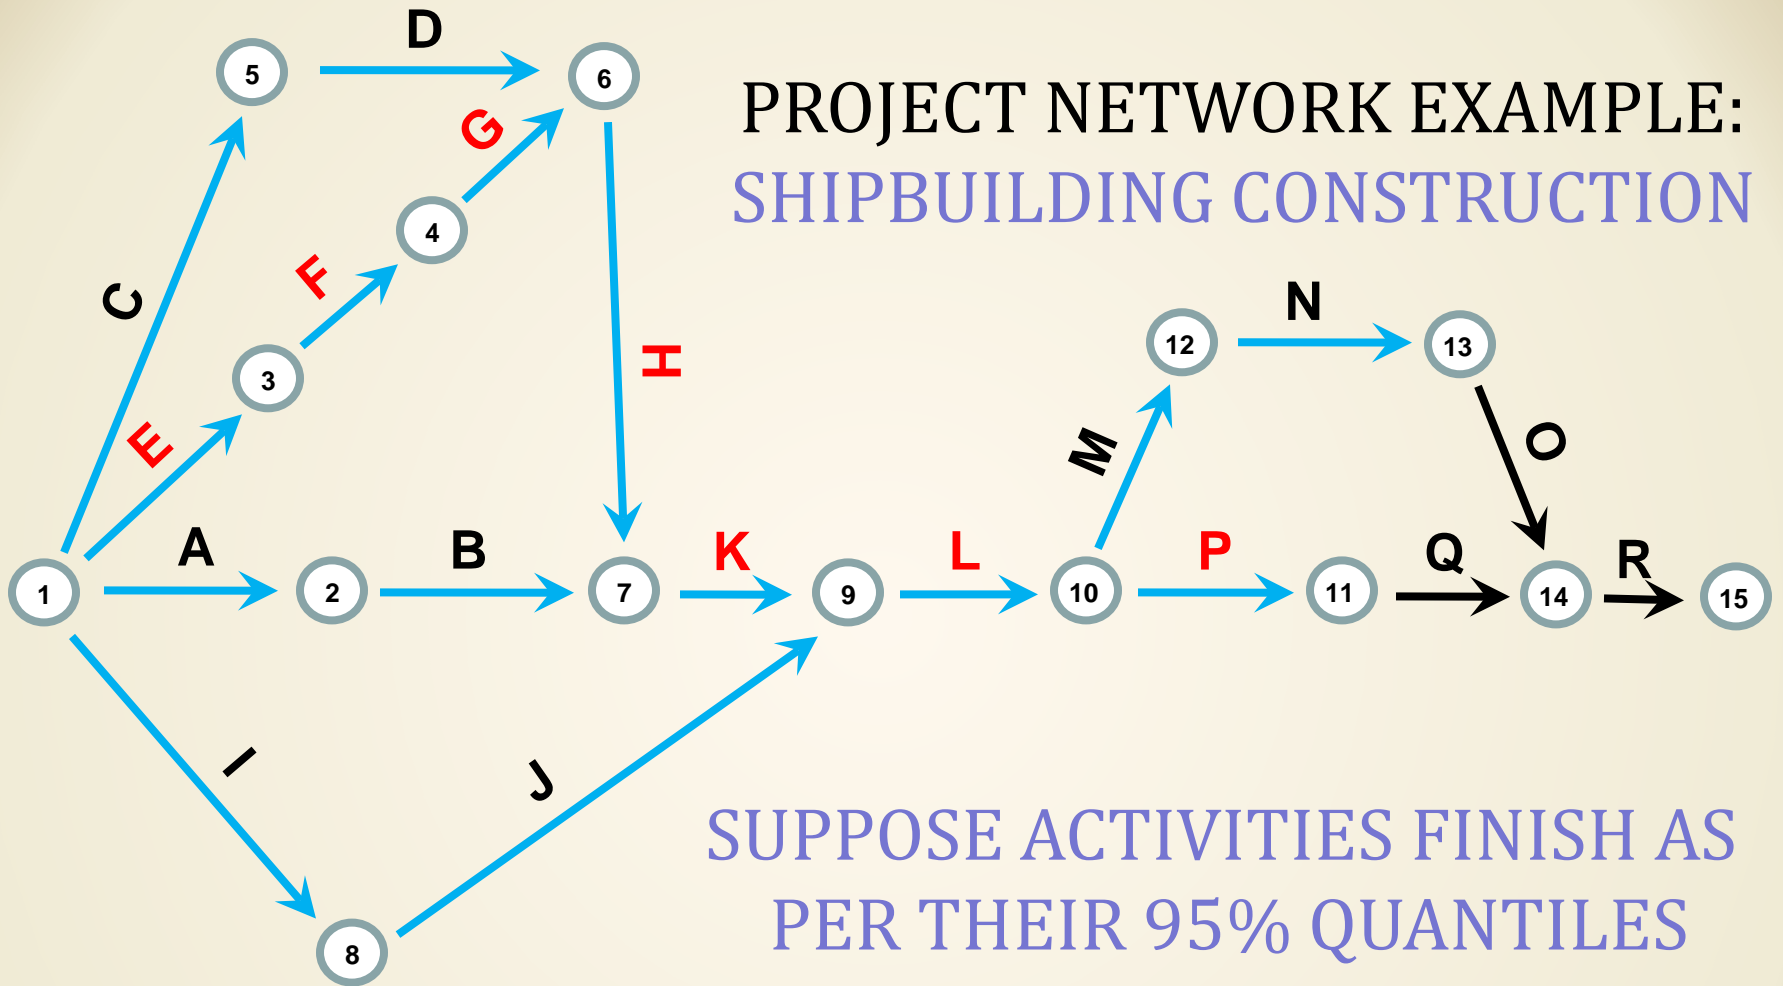 D
5
6
G
PROJECT NETWORK EXAMPLE:
SHIPBUILDING CONSTRUCTION
4
F
C
N
12
13
H
3
E
M
O
A
B
K
L
P
Q
R
1
2
7
9
10
11
14
15
I
J
8
SUPPOSE ACTIVITIES FINISH AS
PER THEIR 95% QUANTILES